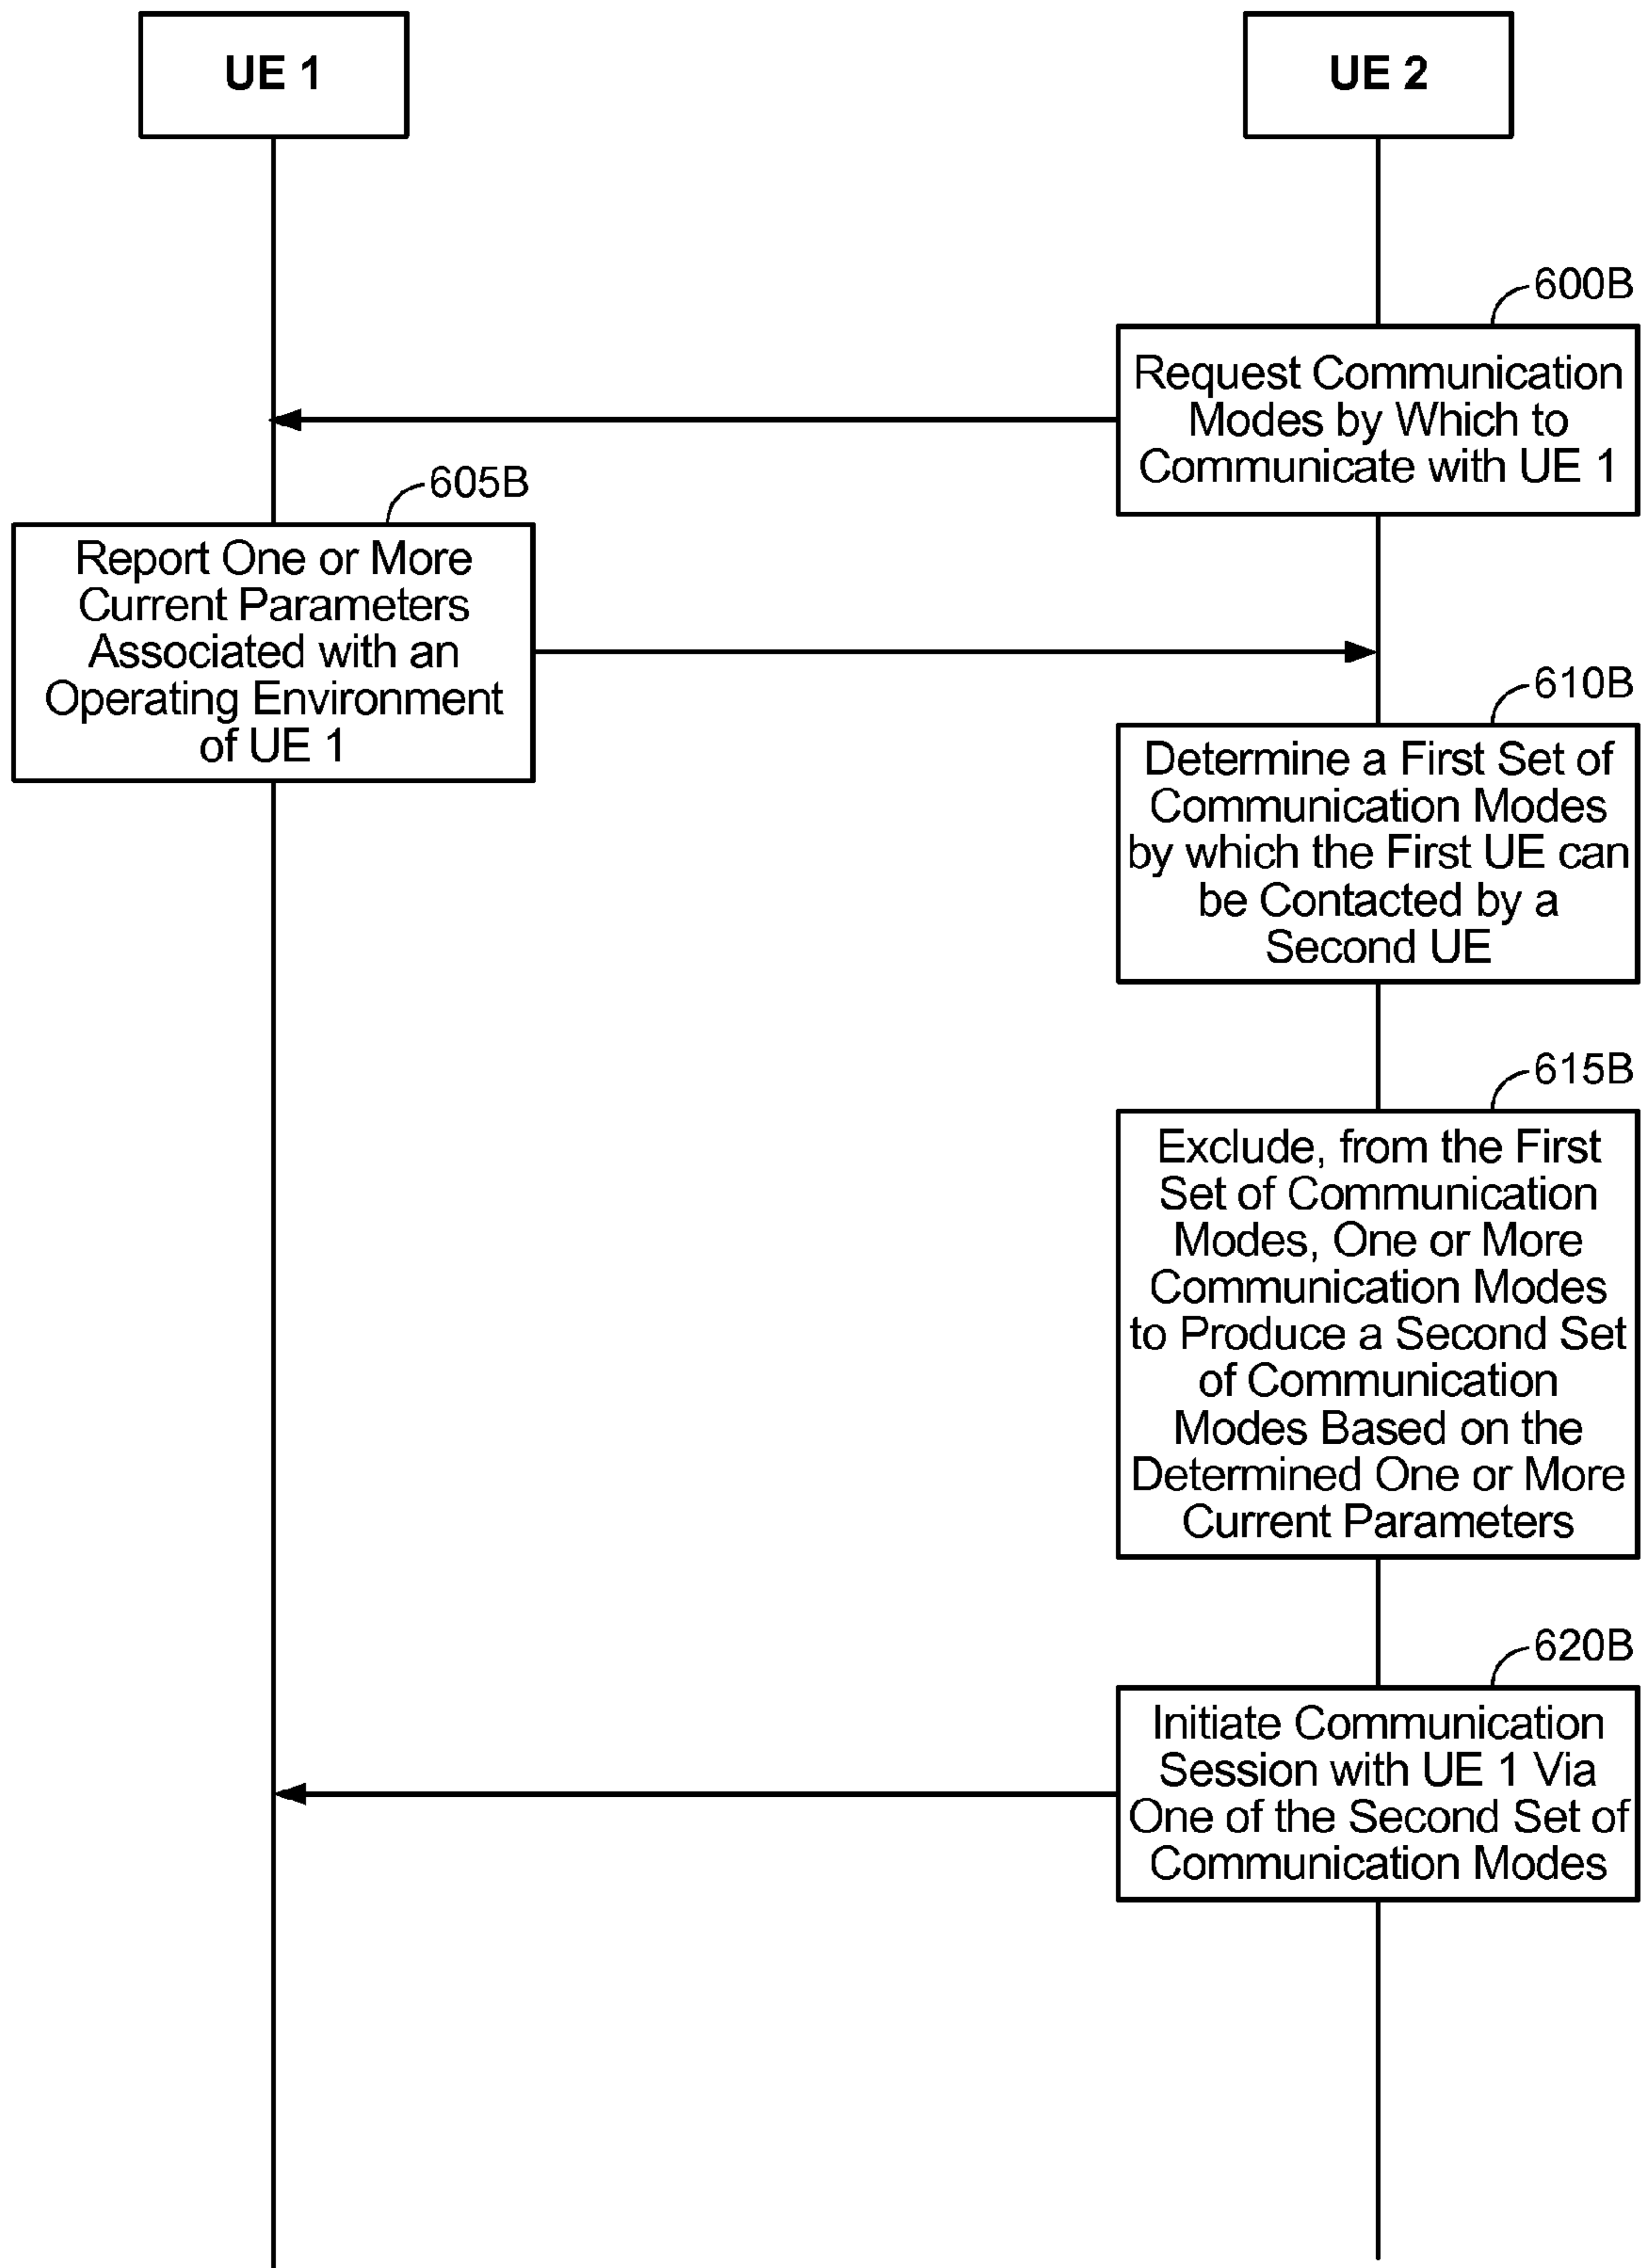 UE 1
UE 2
600B
Request Communication
Modes by Which to
Communicate with UE 1
605B
Report One or More
Current Parameters
Associated with an
Operating Environment
of UE 1
610B
Determine a First Set of
Communication Modes
by which the First UE can
be Contacted by a
Second UE
615B
Exclude, from the First
Set of Communication
Modes, One or More
Communication Modes
to Produce a Second Set
of Communication
Modes Based on the
Determined One or More
Current Parameters
620B
Initiate Communication
Session with UE 1 Via
One of the Second Set of
Communication Modes